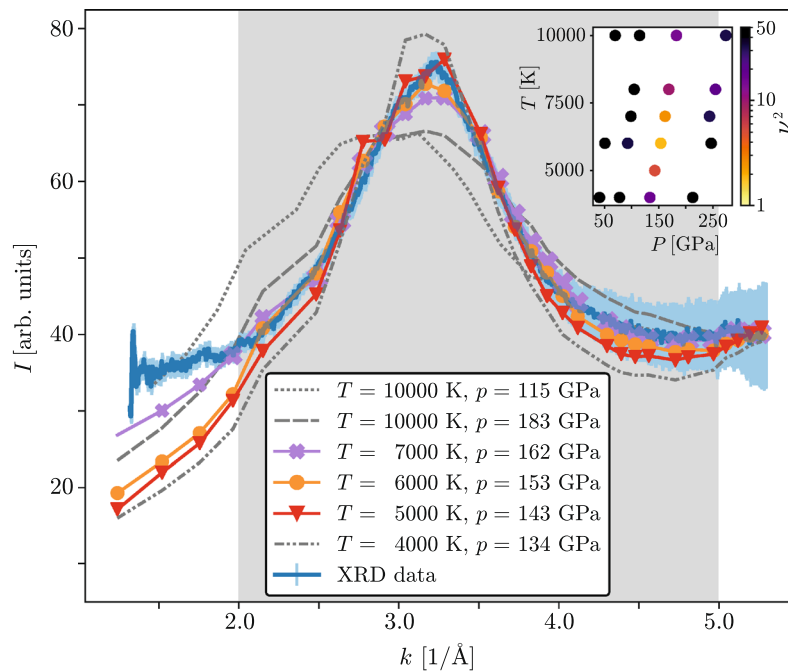 80
60
40
20
I [arb. units]
2.0
3.0
4.0
5.0
k [1/Å]
T = 10000 K, p = 115 GPa
T = 10000 K, p = 183 GPa
T = 7000 K, p = 162 GPa
T = 6000 K, p = 153 GPa
T = 5000 K, p = 143 GPa
T = 4000 K, p = 134 GPa
XRD data
10000
7500
5000
T [K]
50
150
250
P [GPa]
50
10
1
ν²